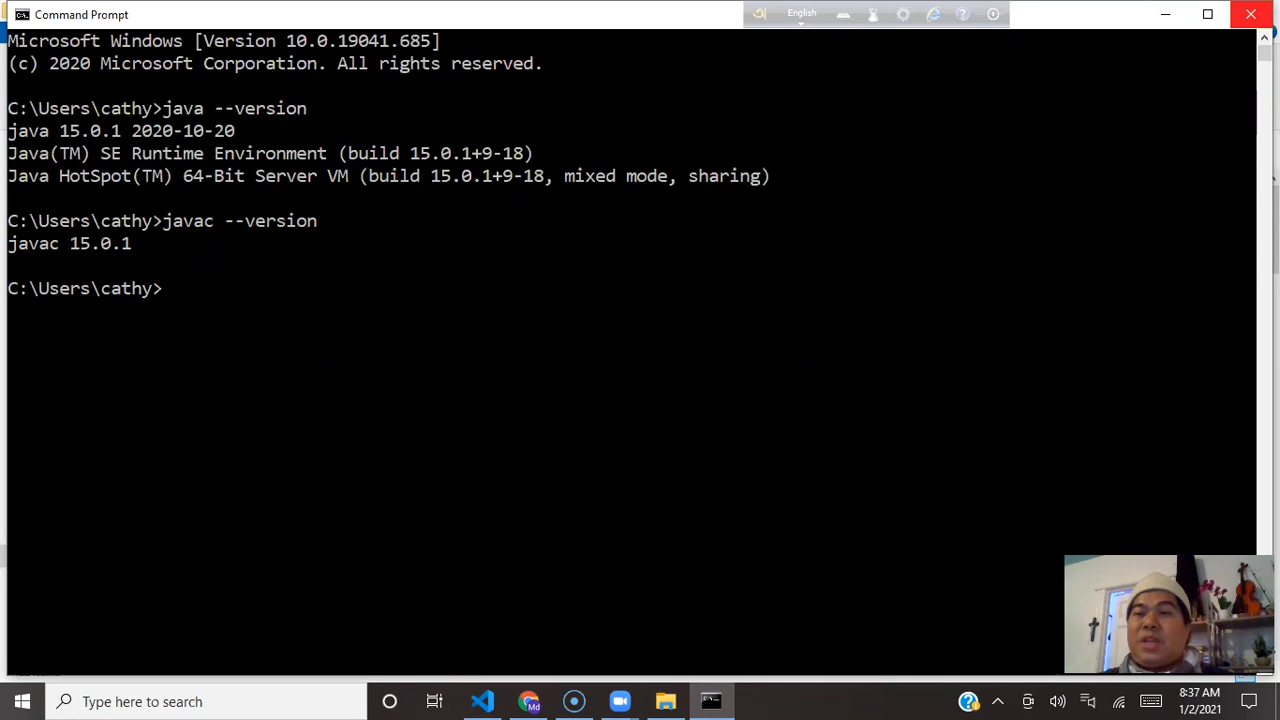 Command Prompt
English
Microsoft Windows [Version 10.0.19041.685]
(c) 2020 Microsoft Corporation. All rights reserved.
C:\Users\cathy>java --version
java 15.0.1 2020-10-20
Java(TM) SE Runtime Environment (build 15.0.1+9-18)
Java HotSpot(TM) 64-Bit Server VM (build 15.0.1+9-18, mixed mode, sharing)
C:\Users\cathy>javac --version
javac 15.0.1
C:\Users\cathy>
Type here to search
Md
8:37 AM
1/2/2021